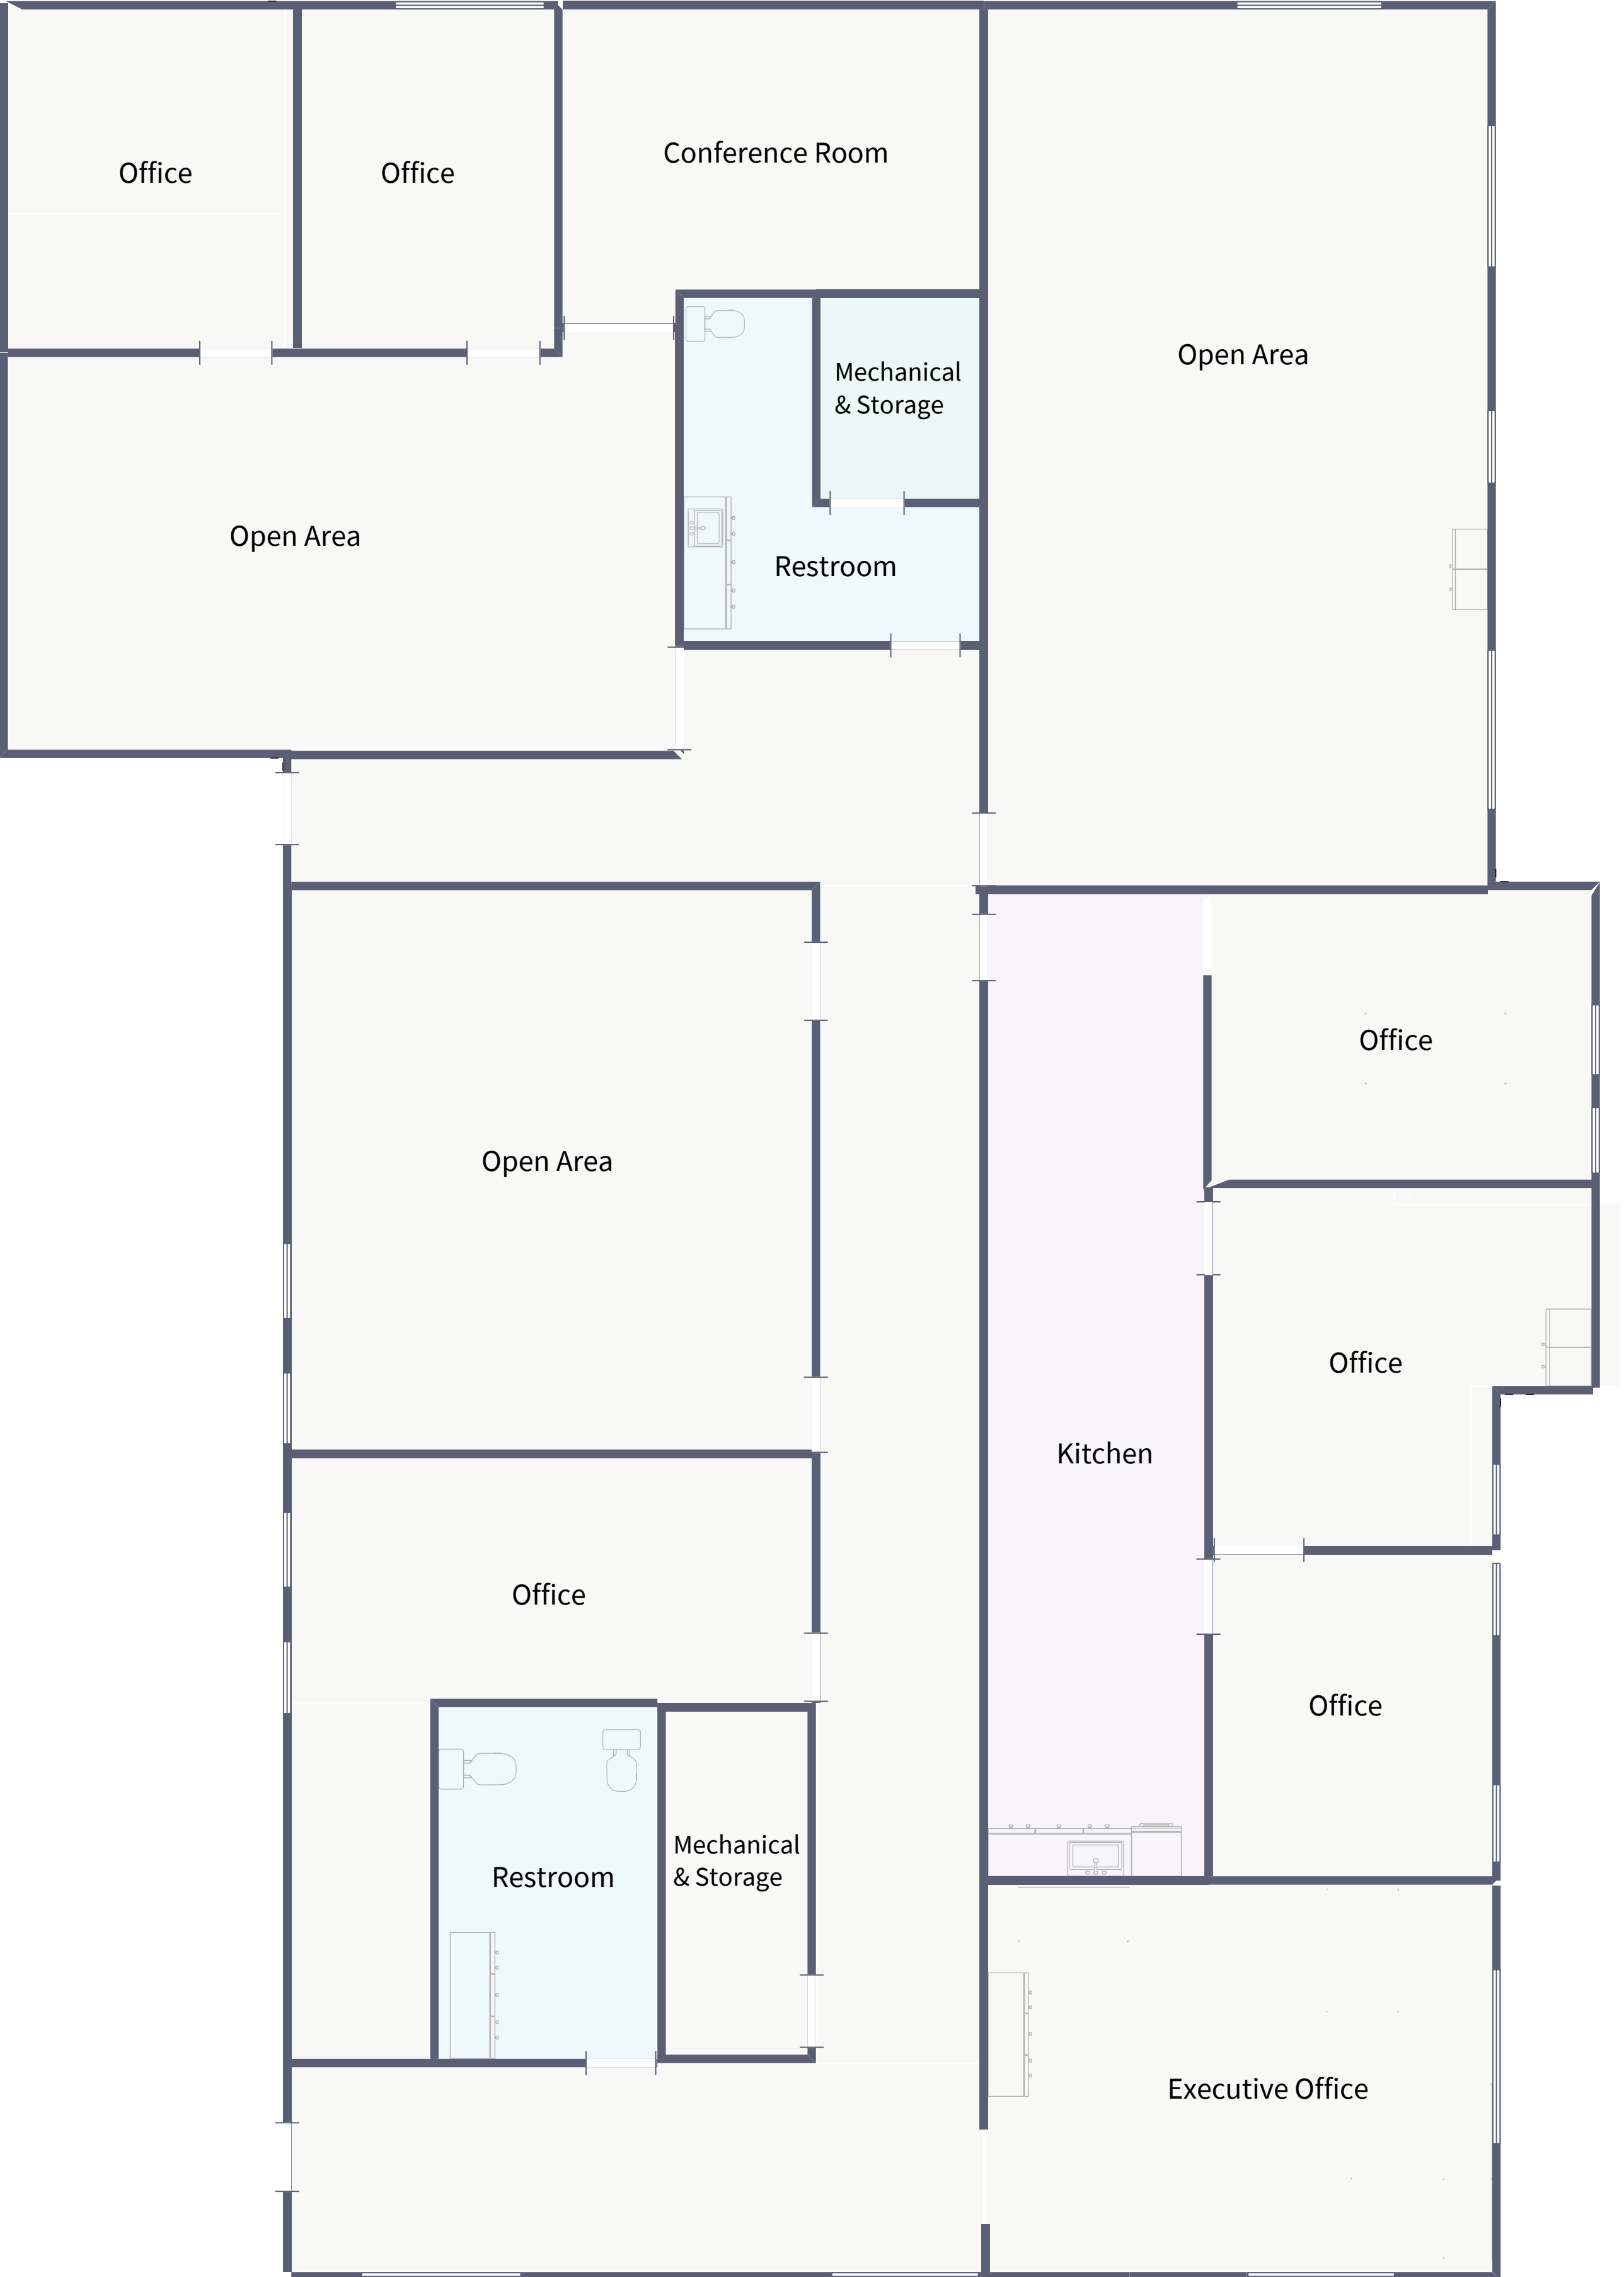 Conference Room
Office
Office
Open Area
Mechanical
& Storage
Open Area
Restroom
Office
Open Area
Office
Kitchen
Office
Office
Mechanical
& Storage
Restroom
Executive Office